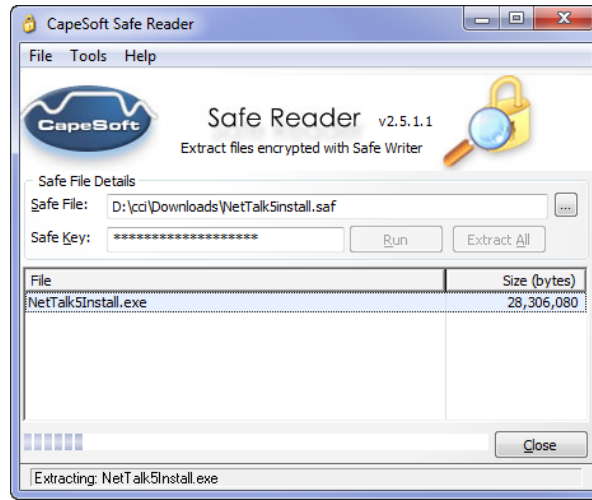 CapeSoft Safe Reader
File Tools Help
CapeSoft
Safe Reader v2.5.1.1
Extract files encrypted with Safe Writer
Safe File Details
Safe File: D:\cci\Downloads\NetTalk5install.saf ...
Safe Key: ******************* Run Extract All
File Size (bytes)
NetTalk5Install.exe 28,306,080
Close
Extracting: NetTalk5Install.exe